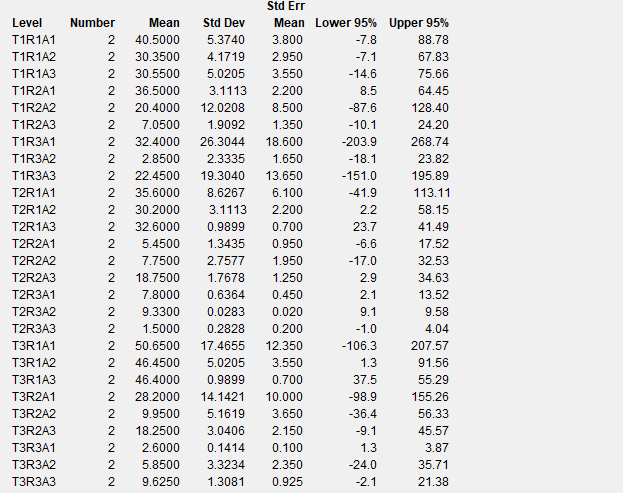 Std Err
Level Number Mean Std Dev Mean Lower 95% Upper 95%
T1R1A1 2 40.5000 5.3740 3.800 -7.8 88.78
T1R1A2 2 30.3500 4.1719 2.950 -7.1 67.83
T1R1A3 2 30.5500 5.0205 3.550 -14.6 75.66
T1R2A1 2 36.5000 3.1113 2.200 8.5 64.45
T1R2A2 2 20.4000 12.0208 8.500 -87.6 128.40
T1R2A3 2 7.0500 1.9092 1.350 -10.1 24.20
T1R3A1 2 32.4000 26.3044 18.600 -203.9 268.74
T1R3A2 2 2.8500 2.3335 1.650 -18.1 23.82
T1R3A3 2 22.4500 19.3040 13.650 -151.0 195.89
T2R1A1 2 35.6000 8.6267 6.100 -41.9 113.11
T2R1A2 2 30.2000 3.1113 2.200 2.2 58.15
T2R1A3 2 32.6000 0.9899 0.700 23.7 41.49
T2R2A1 2 5.4500 1.3435 0.950 -6.6 17.52
T2R2A2 2 7.7500 2.7577 1.950 -17.0 32.53
T2R2A3 2 18.7500 1.7678 1.250 2.9 34.63
T2R3A1 2 7.8000 0.6364 0.450 2.1 13.52
T2R3A2 2 9.3300 0.0283 0.020 9.1 9.58
T2R3A3 2 1.5000 0.2828 0.200 -1.0 4.04
T3R1A1 2 50.6500 17.4655 12.350 -106.3 207.57
T3R1A2 2 46.4500 5.0205 3.550 1.3 91.56
T3R1A3 2 46.4000 0.9899 0.700 37.5 55.29
T3R2A1 2 28.2000 14.1421 10.000 -98.9 155.26
T3R2A2 2 9.9500 5.1619 3.650 -36.4 56.33
T3R2A3 2 18.2500 3.0406 2.150 -9.1 45.57
T3R3A1 2 2.6000 0.1414 0.100 1.3 3.87
T3R3A2 2 5.8500 3.3234 2.350 -24.0 35.71
T3R3A3 2 9.6250 1.3081 0.925 -2.1 21.38